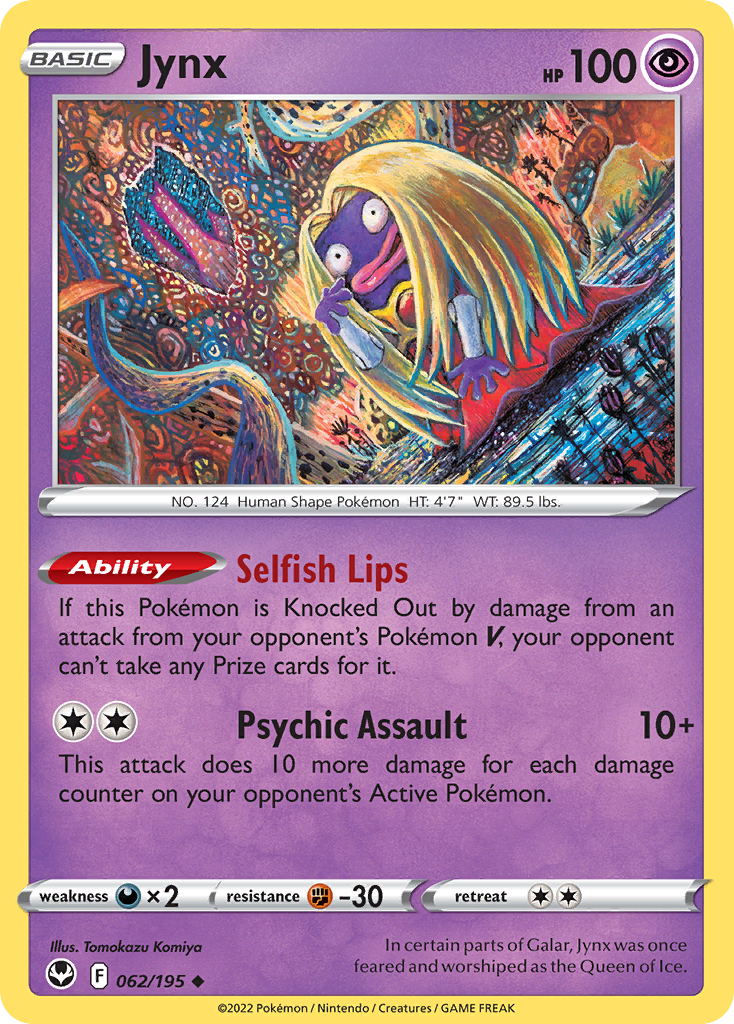 BASIC Jynx HP 100
NO. 124 Human Shape Pokémon HT: 4'7" WT: 89.5 lbs.
Ability Selfish Lips
If this Pokémon is Knocked Out by damage from an
attack from your opponent's Pokémon V, your opponent
can't take any Prize cards for it.
Psychic Assault 10+
This attack does 10 more damage for each damage
counter on your opponent's Active Pokémon.
weakness ×2 resistance -30 retreat
Illus. Tomokazu Komiya
In certain parts of Galar, Jynx was once
feared and worshiped as the Queen of Ice.
F 062/195
©2022 Pokémon / Nintendo / Creatures / GAME FREAK